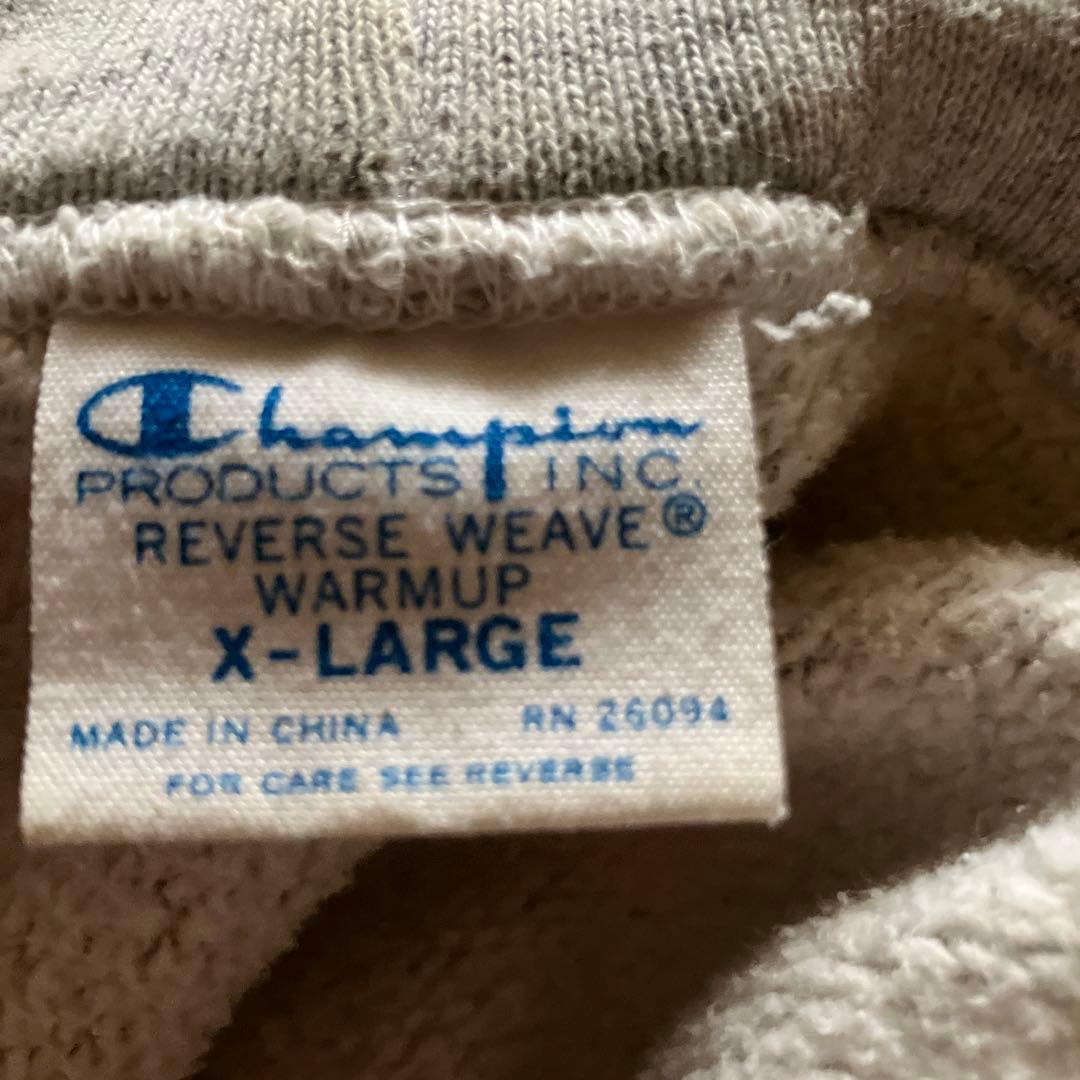 Champion
PRODUCTS INC.
REVERSE WEAVE®
WARMUP
X-LARGE
MADE IN CHINA RN 26094
FOR CARE SEE REVERSE